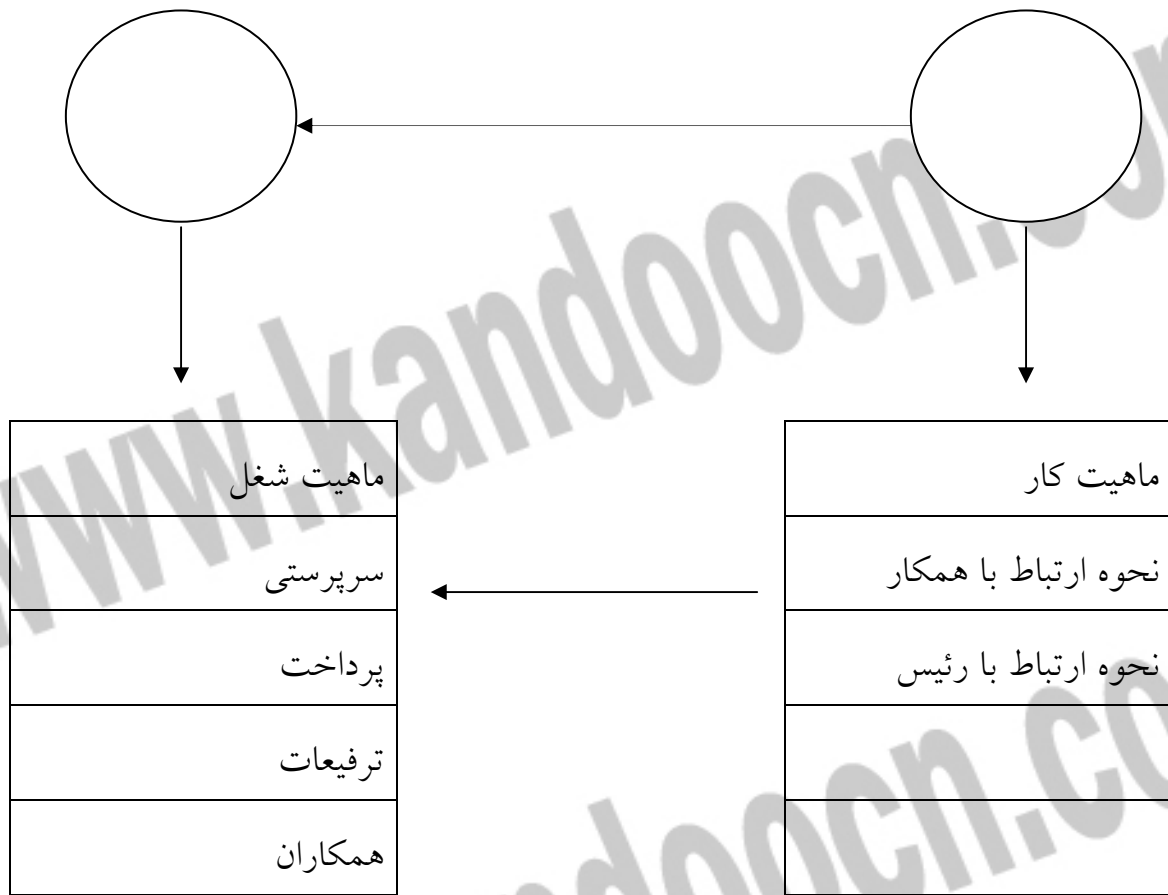 ماهیت کار
نحوه ارتباط با همکار
نحوه ارتباط با رئیس
ماهیت شغل
سرپرستی
پرداخت
ترفیعات
همکاران
www.kandoocn.com